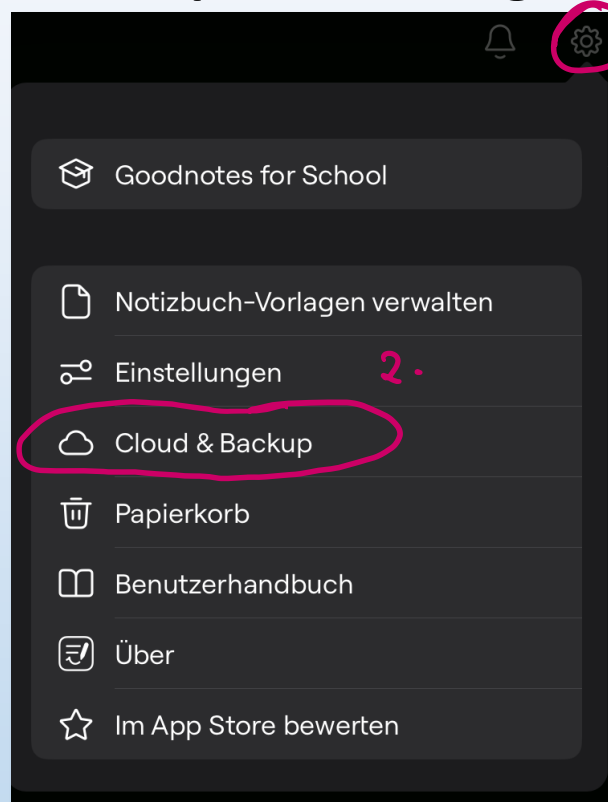 Goodnotes for School
Notizbuch-Vorlagen verwalten
Einstellungen 2.
Cloud & Backup
Papierkorb
Benutzerhandbuch
Über
Im App Store bewerten